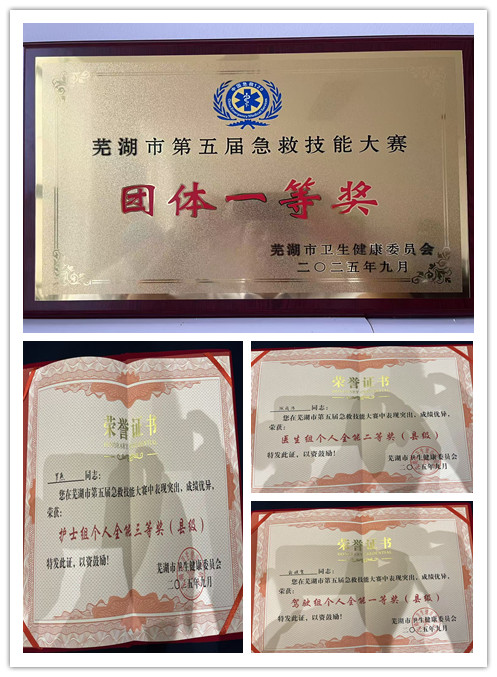 芜湖市第五届急救技能大赛
团体一等奖
芜湖市卫生健康委员会
二〇二五年九月
荣誉证书
同志：
您在芜湖市第五届急救技能大赛中表现突出，成绩优异，
荣获：
护士组个人全能三等奖（县级）
特发此证，以资鼓励！
芜湖市卫生健康委员会
二〇二五年九月
荣誉证书
同志：
您在芜湖市第五届急救技能大赛中表现突出，成绩优异，
荣获：
医生组个人全能二等奖（县级）
特发此证，以资鼓励！
芜湖市卫生健康委员会
二〇二五年九月
荣誉证书
同志：
您在芜湖市第五届急救技能大赛中表现突出，成绩优异，
荣获：
驾驶组个人全能一等奖（县级）
特发此证，以资鼓励！
芜湖市卫生健康委员会
二〇二五年九月